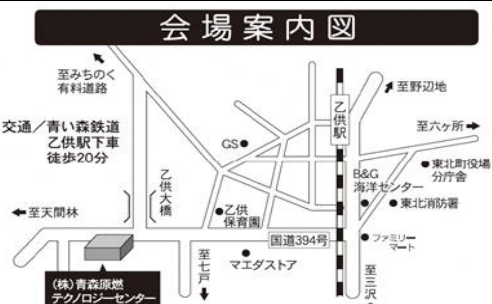 会場案内図
至みちのく
有料道路
至野辺地
乙供駅
至六ヶ所
交通／青い森鉄道
乙供駅下車
徒歩20分
GS
東北町役場
分庁舎
B&G
海洋センター
乙供大橋
東北消防署
乙供
保育園
至天間林
国道394号
ファミリー
マート
至七戸
マエダストア
至三沢
(株)青森原燃
テクノロジーセンター